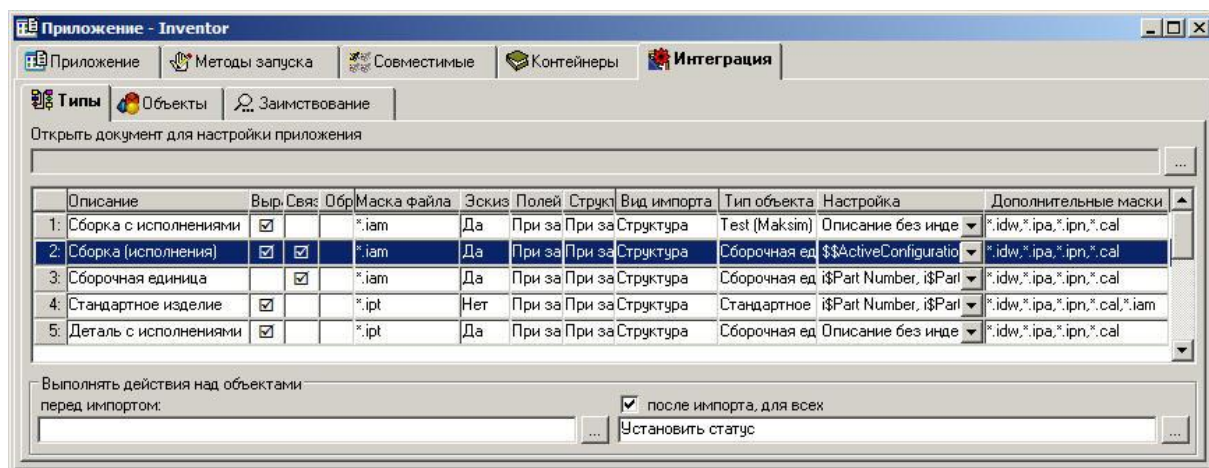 Приложение - Inventor
Приложение Методы запуска Совместимые Контейнеры Интеграция
Типы Объекты Заимствование
Открыть документ для настройки приложения
...
Описание Выр. Связ Обр Маска файла Эскиз Полей Структ Вид импорта Тип объекта Настройка Дополнительные маски
1: Сборка с исполнениями *.iam Да При за При за Структура Test (Maksim) Описание без инде *.idw,*.ipa,*.ipn,*.cal
2: Сборка (исполнения) *.iam Да При за При за Структура Сборочная ед $$ActiveConfiguratio *.idw,*.ipa,*.ipn,*.cal
3: Сборочная единица *.iam Да При за При за Структура Сборочная ед i$Part Number, i$Part *.idw,*.ipa,*.ipn,*.cal
4: Стандартное изделие *.ipt Нет При за При за Структура Стандартное i$Part Number, i$Part *.idw,*.ipa,*.ipn,*.cal,*.iam
5: Деталь с исполнениями *.ipt Да При за При за Структура Сборочная ед Описание без инде *.idw,*.ipa,*.ipn,*.cal
Выполнять действия над объектами
перед импортом: после импорта, для всех
... Установить статус ...